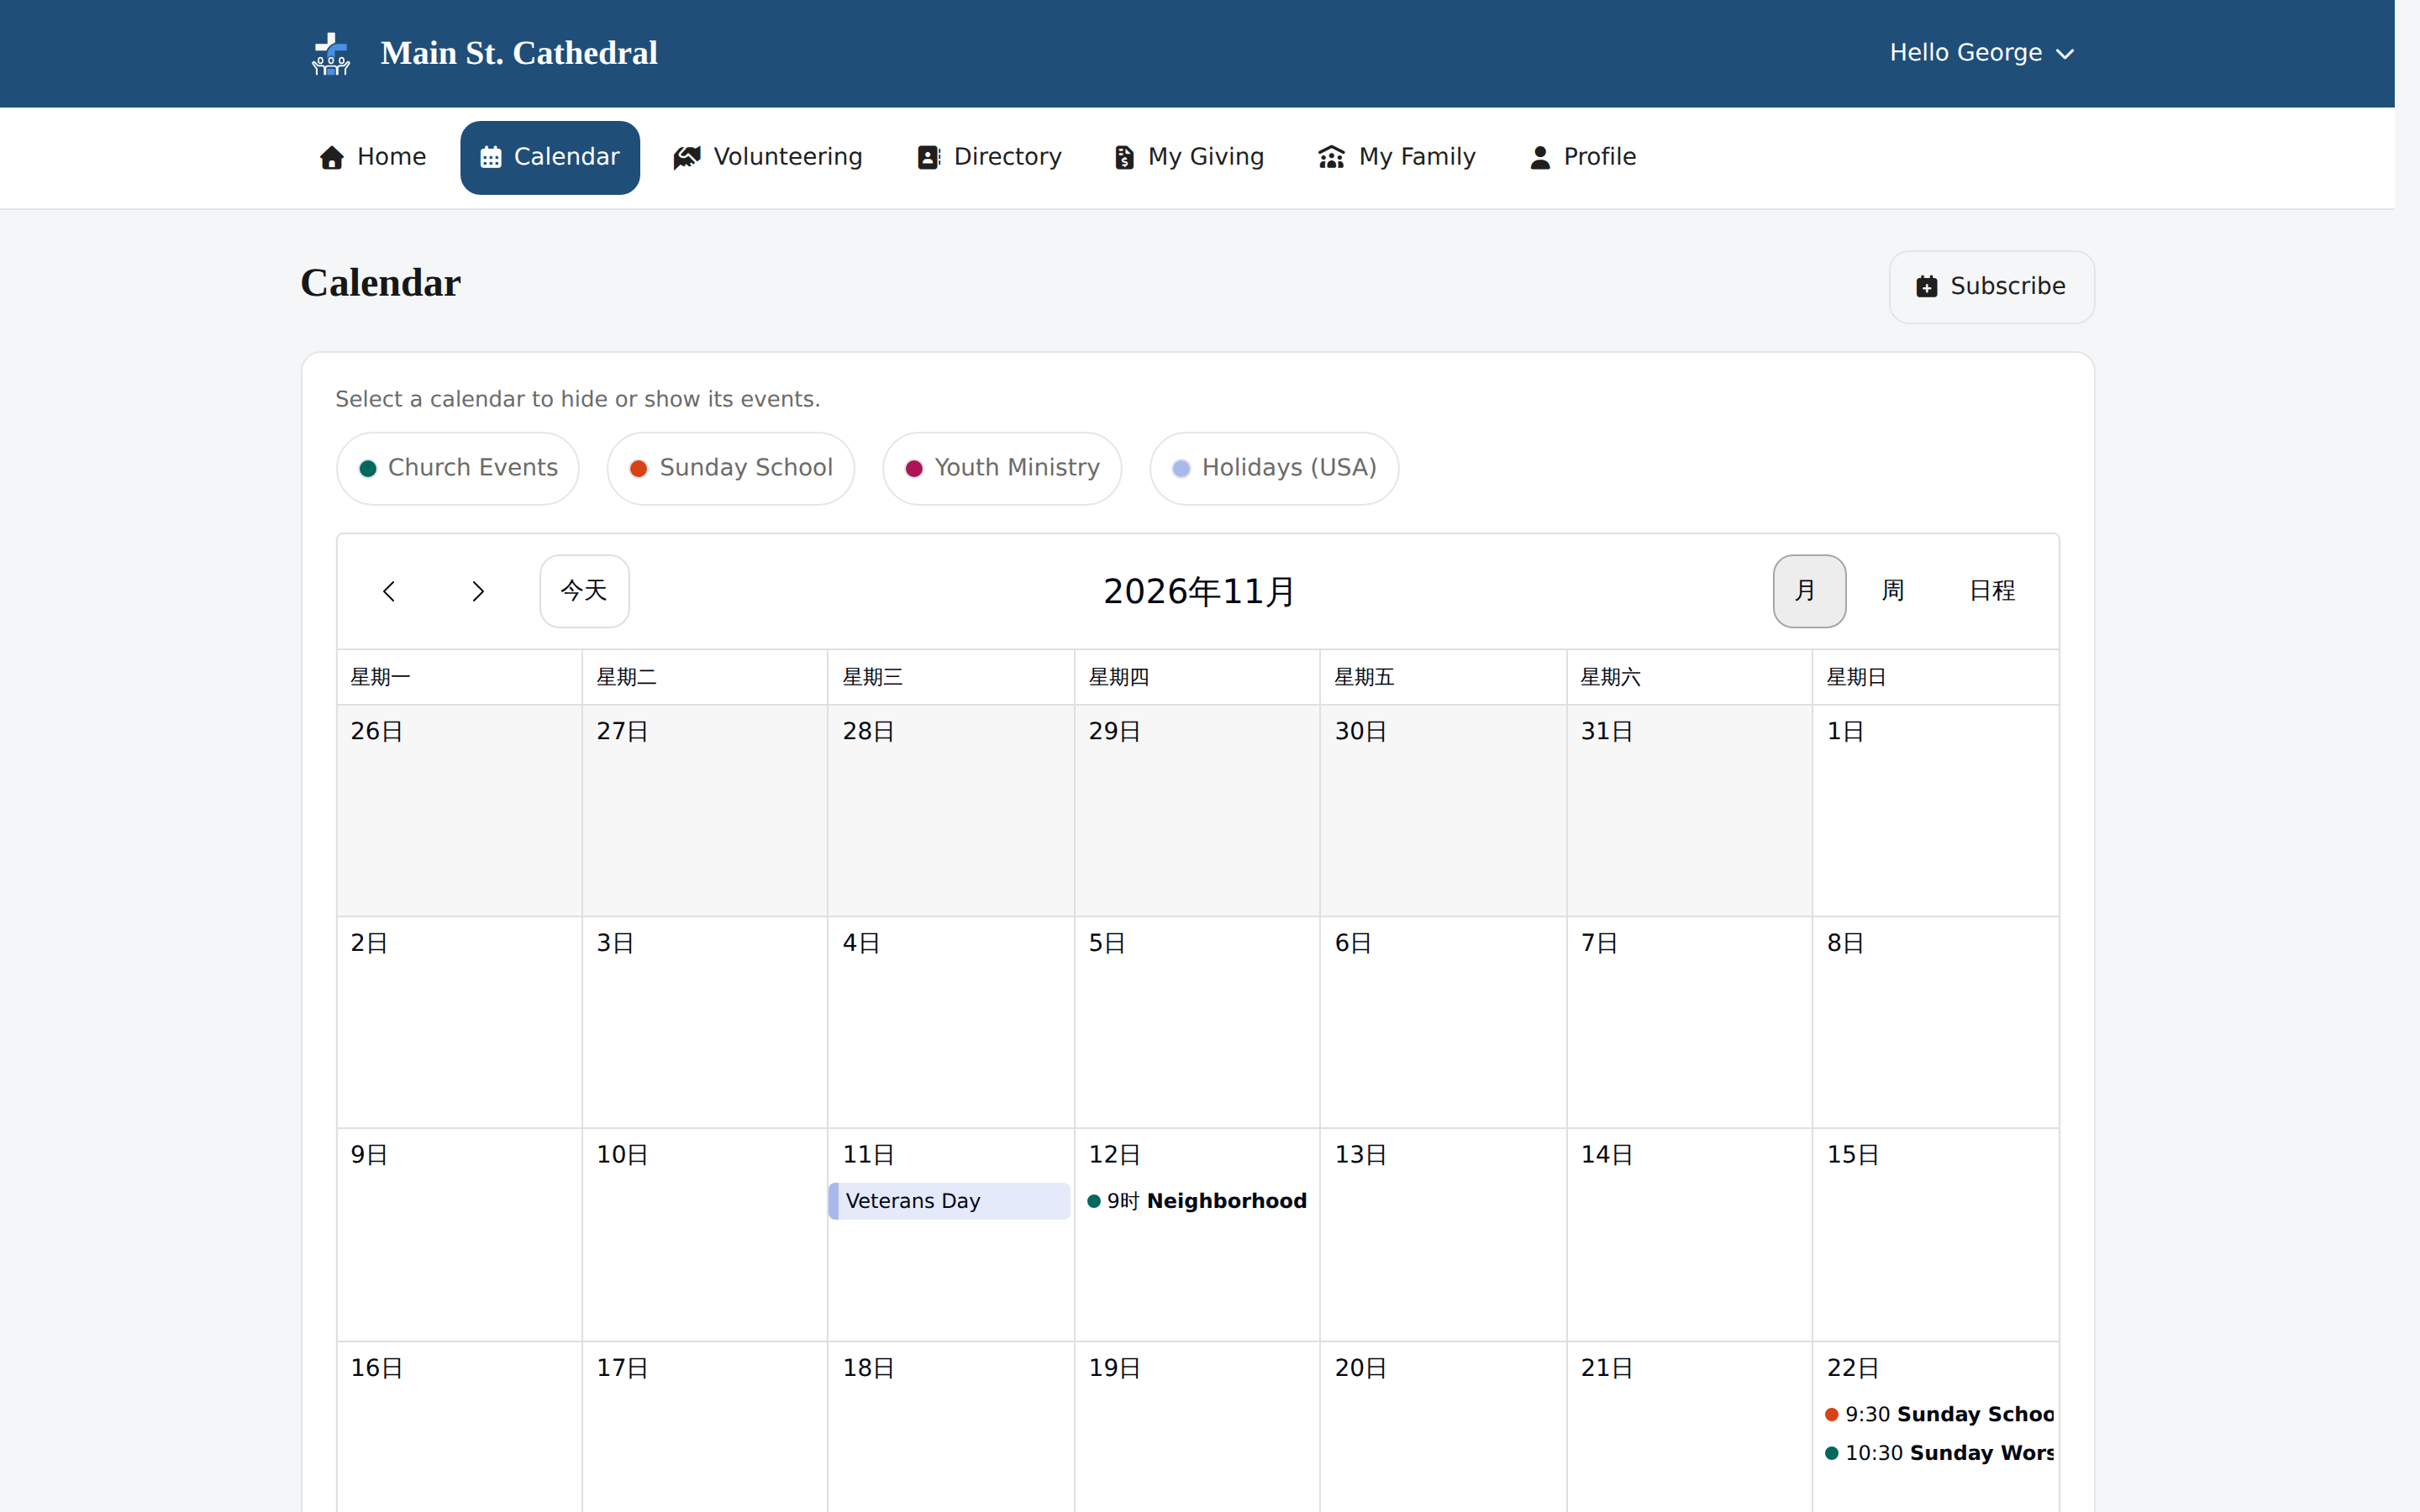 Main St. Cathedral
Hello George
Home
Calendar
Volunteering
Directory
My Giving
My Family
Profile
Calendar
Subscribe
Select a calendar to hide or show its events.
Church Events
Sunday School
Youth Ministry
Holidays (USA)
今天
2026年11月
月
周
日程
星期一
星期二
星期三
星期四
星期五
星期六
星期日
26日
27日
28日
29日
30日
31日
1日
2日
3日
4日
5日
6日
7日
8日
9日
10日
11日
12日
13日
14日
15日
Veterans Day
9时 Neighborhood
16日
17日
18日
19日
20日
21日
22日
9:30 Sunday Schoo
10:30 Sunday Wors